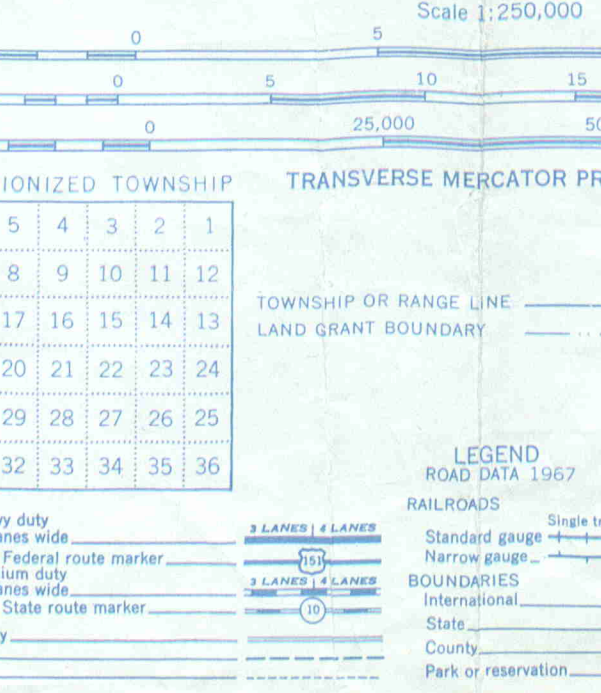 Scale 1:250,000
0 5
0 5 10 15
0 25,000 50
IONIZED TOWNSHIP
TRANSVERSE MERCATOR PR
5 4 3 2 1
8 9 10 11 12
17 16 15 14 13
20 21 22 23 24
29 28 27 26 25
32 33 34 35 36
TOWNSHIP OR RANGE LINE
LAND GRANT BOUNDARY
LEGEND
ROAD DATA 1967
vy duty
anes wide
3 LANES | 4 LANES
Federal route marker
151
ium duty
anes wide
3 LANES | 4 LANES
State route marker
10
y
RAILROADS
Single tr
Standard gauge
Narrow gauge
BOUNDARIES
International
State
County
Park or reservation